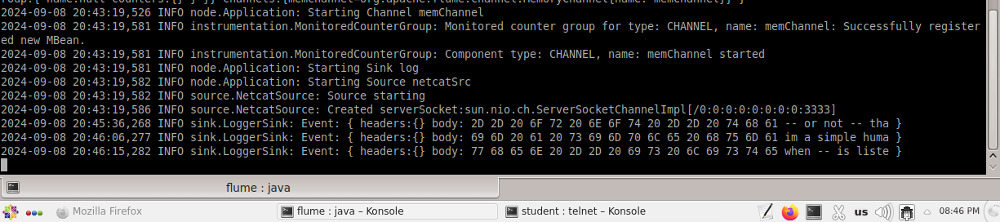 roup:{ name:null counters:{} } }} channels:{memChannel=org.apache.flume.channel.MemoryChannel{name: memChannel}} }
2024-09-08 20:43:19,526 INFO node.Application: Starting Channel memChannel
2024-09-08 20:43:19,581 INFO instrumentation.MonitoredCounterGroup: Monitored counter group for type: CHANNEL, name: memChannel: Successfully register
ed new MBean.
2024-09-08 20:43:19,581 INFO instrumentation.MonitoredCounterGroup: Component type: CHANNEL, name: memChannel started
2024-09-08 20:43:19,581 INFO node.Application: Starting Sink log
2024-09-08 20:43:19,582 INFO node.Application: Starting Source netcatSrc
2024-09-08 20:43:19,582 INFO source.NetcatSource: Source starting
2024-09-08 20:43:19,586 INFO source.NetcatSource: Created serverSocket:sun.nio.ch.ServerSocketChannelImpl[/0:0:0:0:0:0:0:0:3333]
2024-09-08 20:45:36,268 INFO sink.LoggerSink: Event: { headers:{} body: 2D 2D 20 6F 72 20 6E 6F 74 20 2D 2D 20 74 68 61 -- or not -- tha }
2024-09-08 20:46:06,277 INFO sink.LoggerSink: Event: { headers:{} body: 69 6D 20 61 20 73 69 6D 70 6C 65 20 68 75 6D 61 im a simple huma }
2024-09-08 20:46:15,282 INFO sink.LoggerSink: Event: { headers:{} body: 77 68 65 6E 20 2D 2D 20 69 73 20 6C 69 73 74 65 when -- is liste }
flume : java
Mozilla Firefox
flume : java – Konsole
student : telnet – Konsole
us
08:46 PM